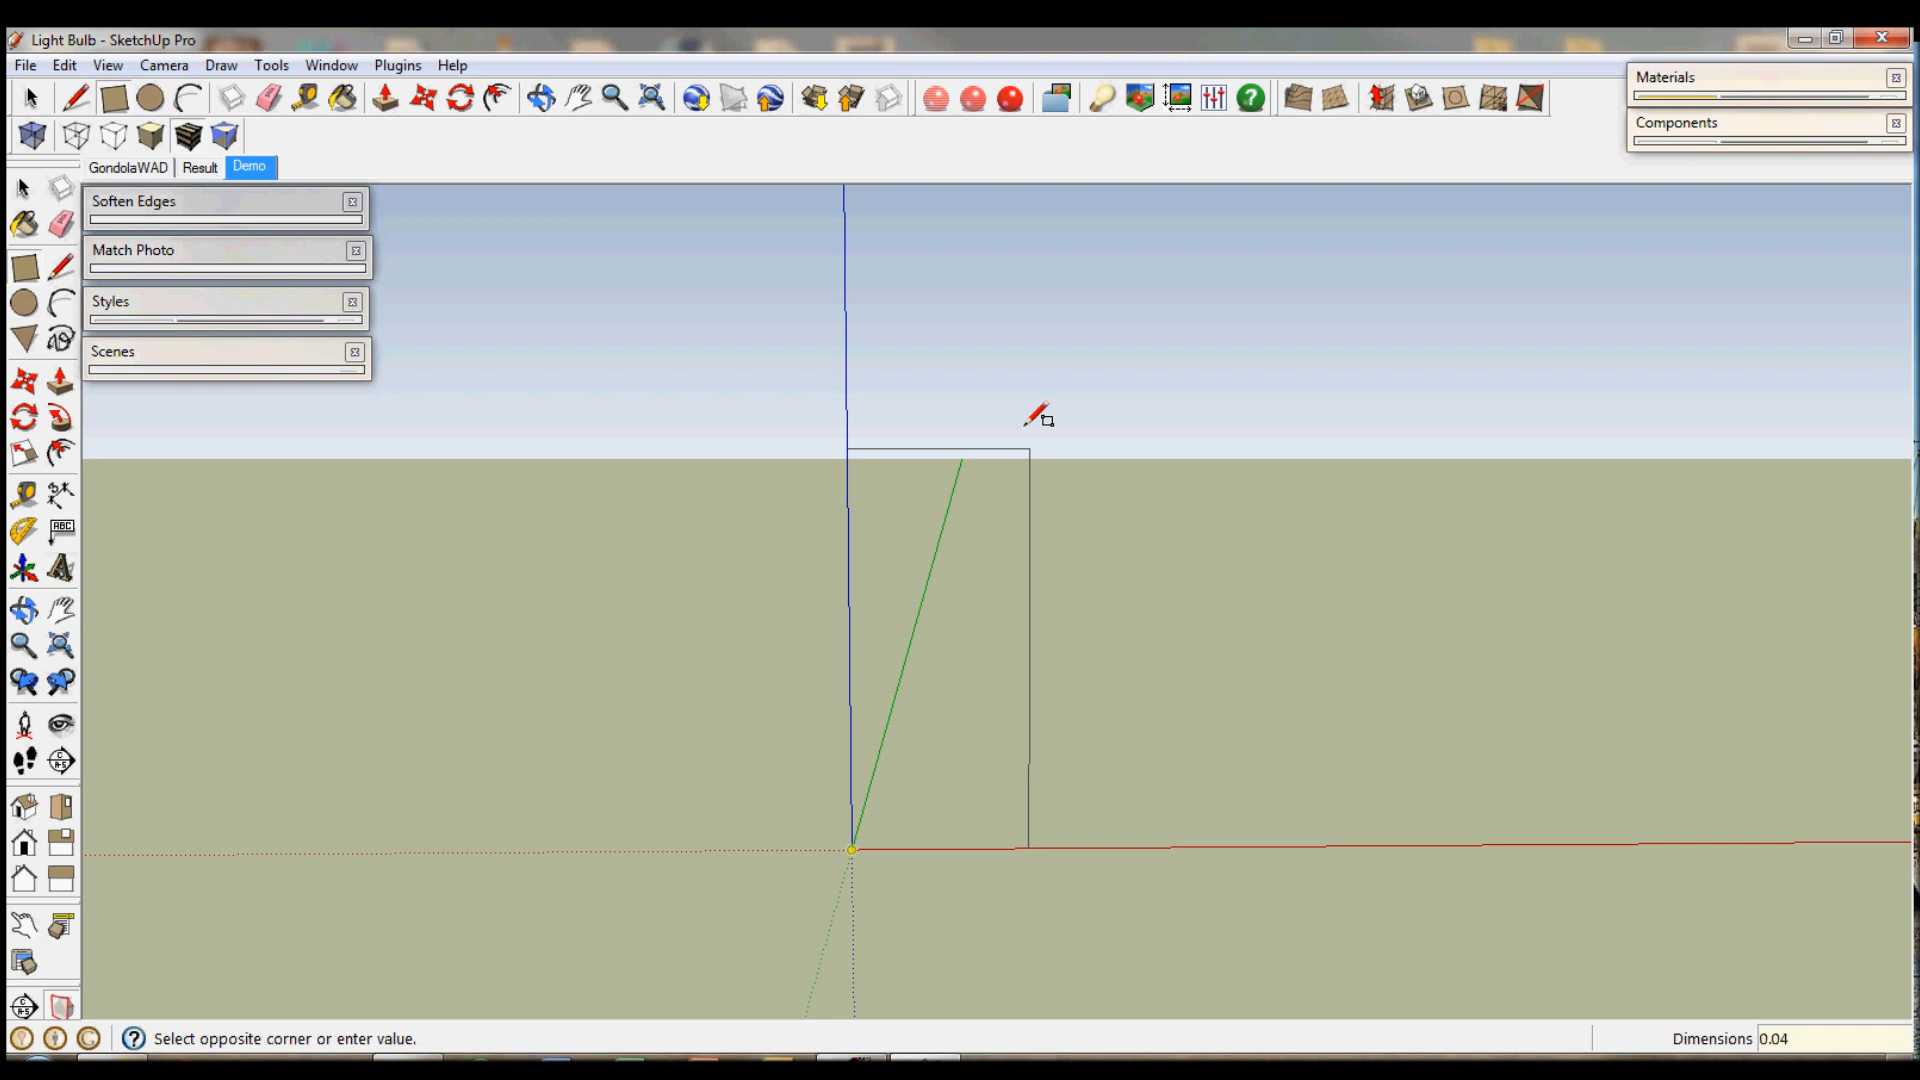 Light Bulb - SketchUp Pro
File Edit View Camera Draw Tools Window Plugins Help
Materials
Components
GondolaWAD Result Demo
Soften Edges
Match Photo
Styles
Scenes
ABC
Select opposite corner or enter value.
Dimensions 0.04